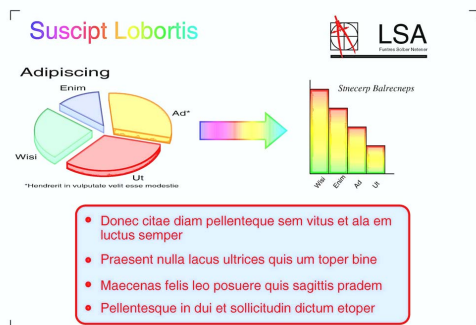 Suscipt Lobortis
LSA
Adipiscing
Enim
Ad*
Wisi
Ut
*Hendrerit in vulputate velit esse modestie
Stnecerp Balrecneps
Wisi
Enim
Ad
Ut
• Donec citae diam pellenteque sem vitus et ala em
luctus semper
• Praesent nulla lacus ultrices quis um toper bine
• Maecenas felis leo posuere quis sagittis pradem
• Pellentesque in dui et sollicitudin dictum etoper